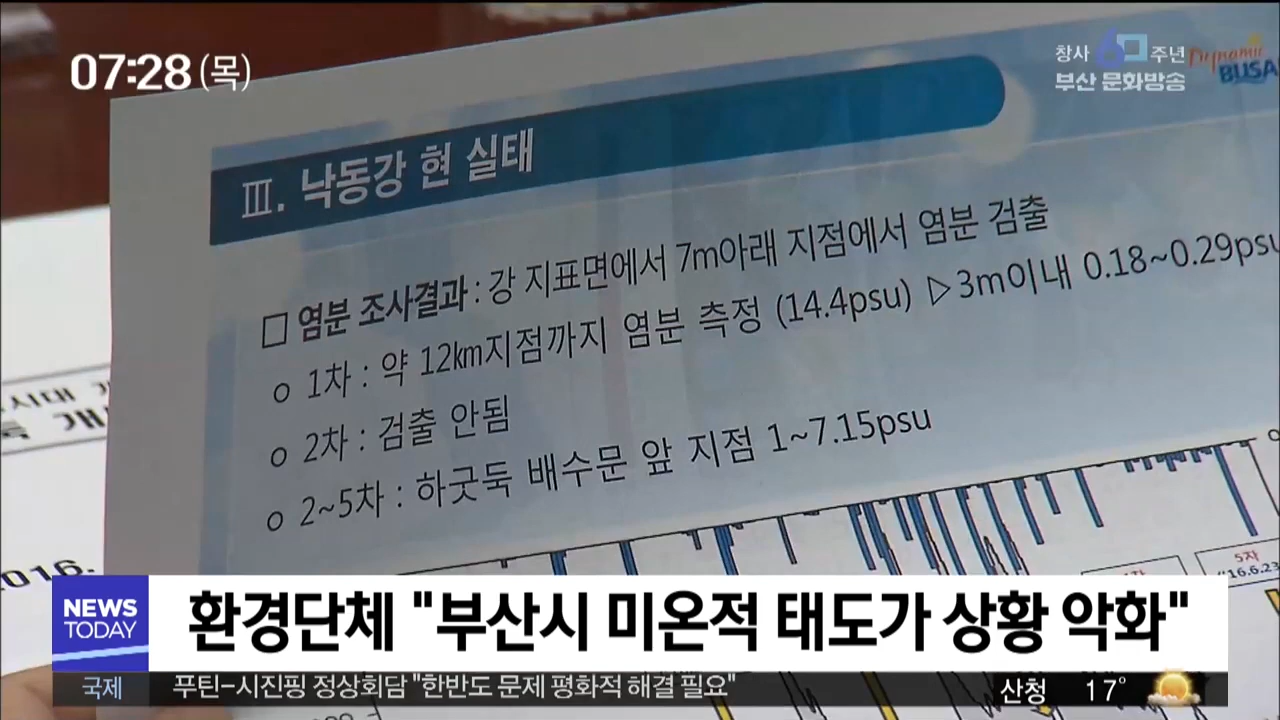 07:28(목)
창사 60 주년
부산 문화방송
Dynamic
BUSA
Ⅲ. 낙동강 현 실태
□ 염분 조사결과 : 강 지표면에서 7m아래 지점에서 염분 검출
o 1차 : 약 12㎞지점까지 염분 측정 (14.4psu) ▷3m이내 0.18~0.29psu
o 2차 : 검출 안됨
o 2~5차 : 하굿둑 배수문 앞 지점 1~7.15psu
시대
2016.
5차
16.6.23
NEWS
TODAY
환경단체 "부산시 미온적 태도가 상황 악화"
국제
푸틴-시진핑 정상회담 "한반도 문제 평화적 해결 필요"
산청 17°